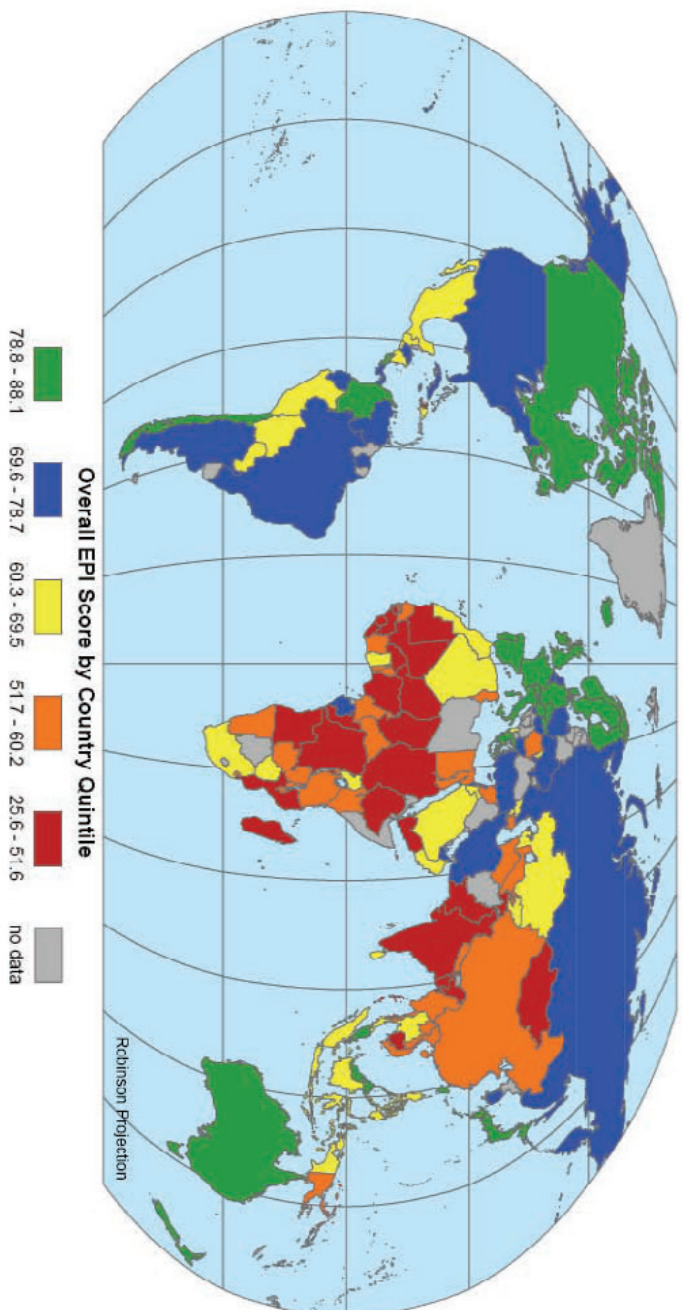 Robinson Projection
Overall EPI Score by Country Quintile
78.8 - 88.1
69.6 - 78.7
60.3 - 69.5
51.7 - 60.2
25.6 - 51.6
no data